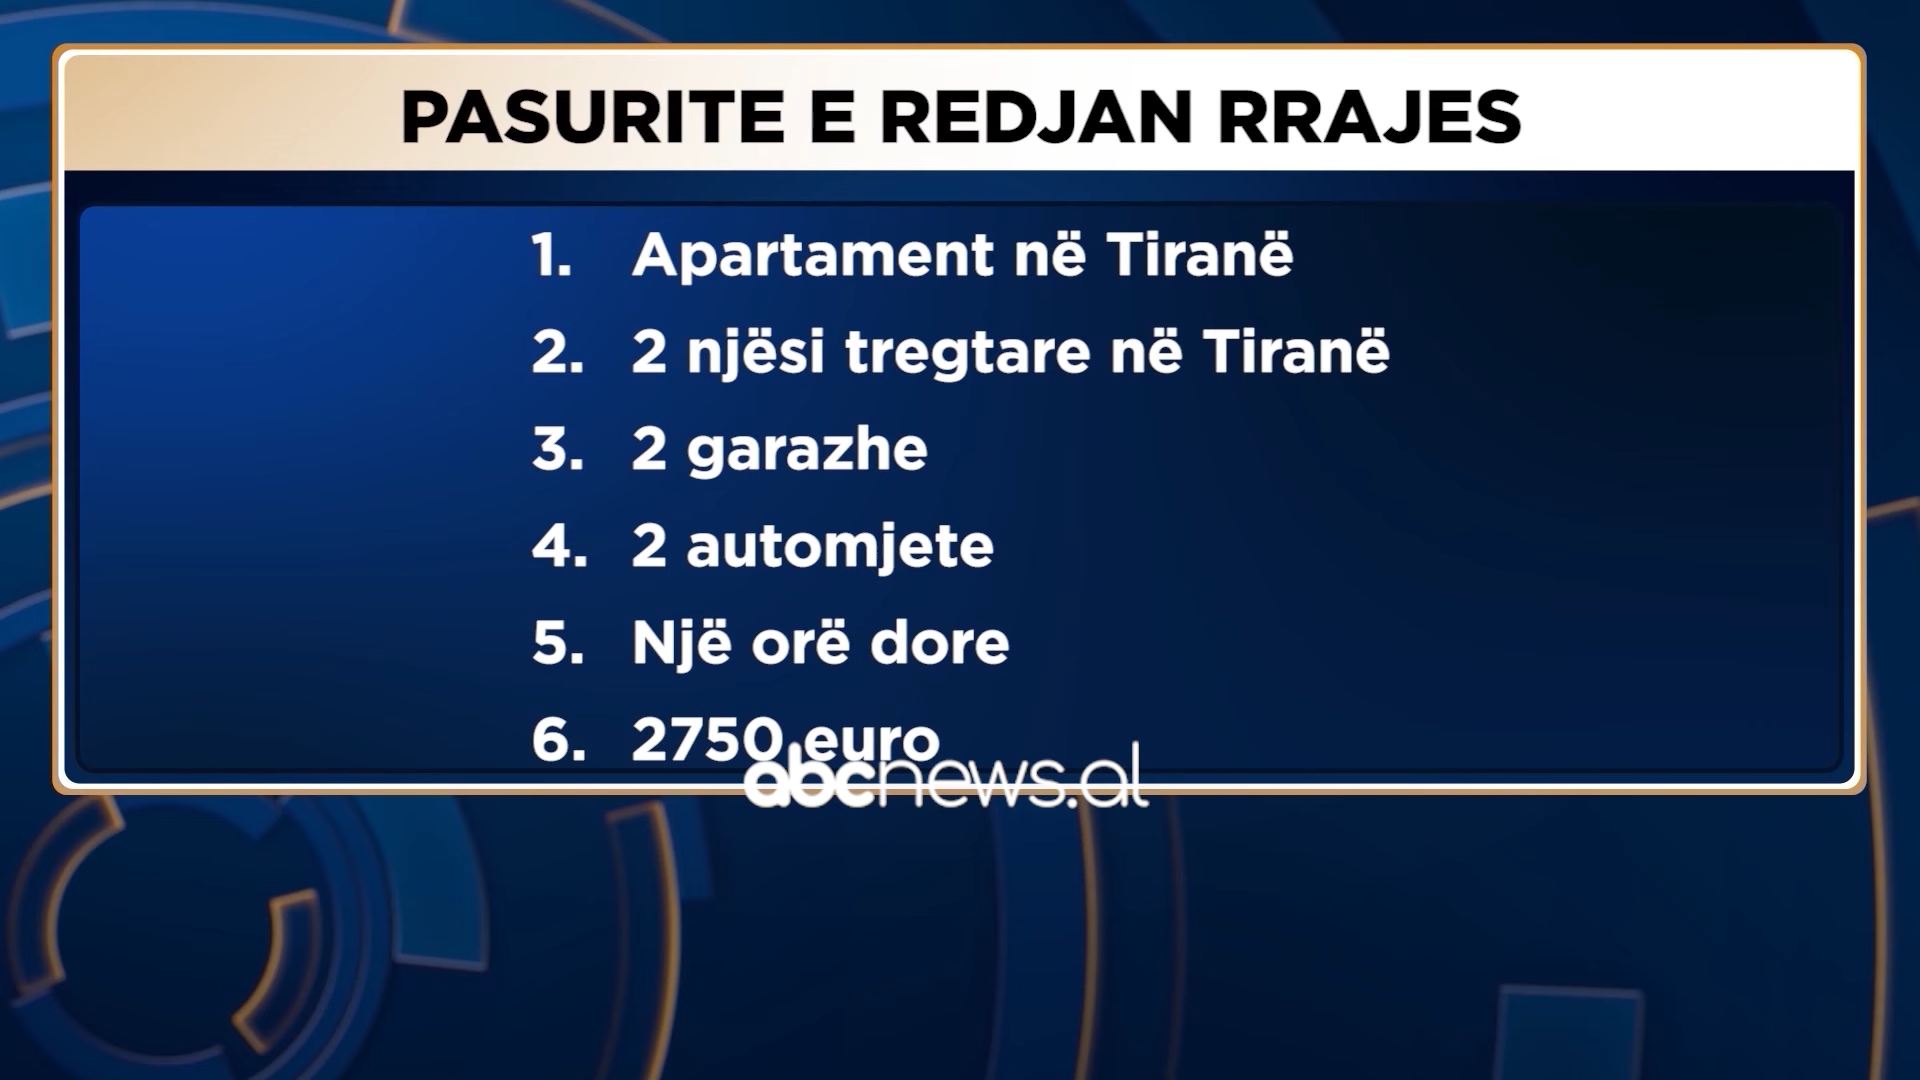 PASURITE E REDJAN RRAJES
1. Apartament në Tiranë
2. 2 njësi tregtare në Tiranë
3. 2 garazhe
4. 2 automjete
5. Një orë dore
6. 2750 euro
abcnews.al